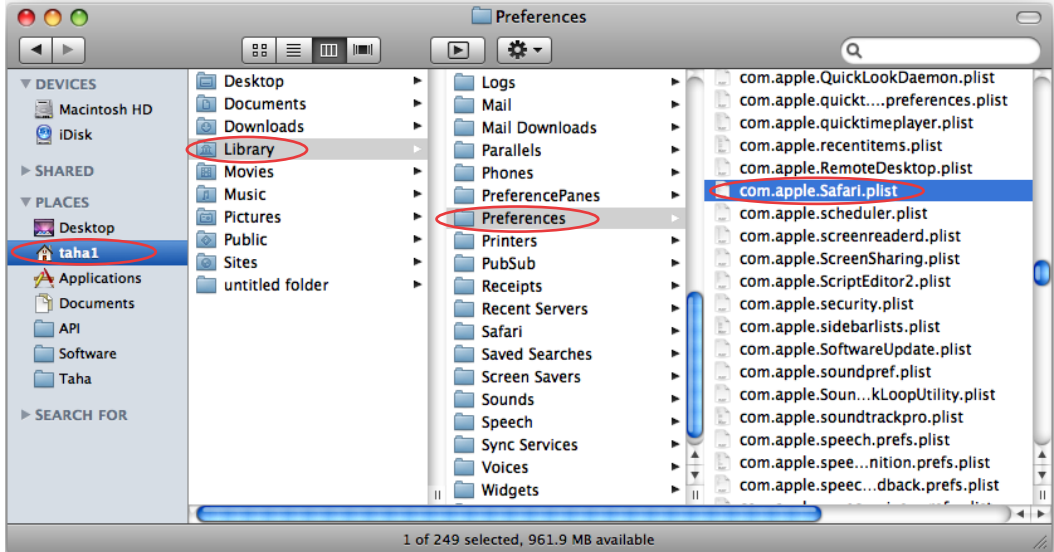 Preferences
DEVICES
Macintosh HD
iDisk
SHARED
PLACES
Desktop
taha1
Applications
Documents
API
Software
Taha
SEARCH FOR
Desktop
Documents
Downloads
Library
Movies
Music
Pictures
Public
Sites
untitled folder
Logs
Mail
Mail Downloads
Parallels
Phones
PreferencePanes
Preferences
Printers
PubSub
Receipts
Recent Servers
Safari
Saved Searches
Screen Savers
Sounds
Speech
Sync Services
Voices
Widgets
com.apple.QuickLookDaemon.plist
com.apple.quickt....preferences.plist
com.apple.quicktimeplayer.plist
com.apple.recentitems.plist
com.apple.RemoteDesktop.plist
com.apple.Safari.plist
com.apple.scheduler.plist
com.apple.screenreaderd.plist
com.apple.ScreenSharing.plist
com.apple.ScriptEditor2.plist
com.apple.security.plist
com.apple.sidebarlists.plist
com.apple.SoftwareUpdate.plist
com.apple.soundpref.plist
com.apple.Soun...kLoopUtility.plist
com.apple.soundtrackpro.plist
com.apple.speech.prefs.plist
com.apple.spee...nition.prefs.plist
com.apple.speec...dback.prefs.plist
1 of 249 selected, 961.9 MB available